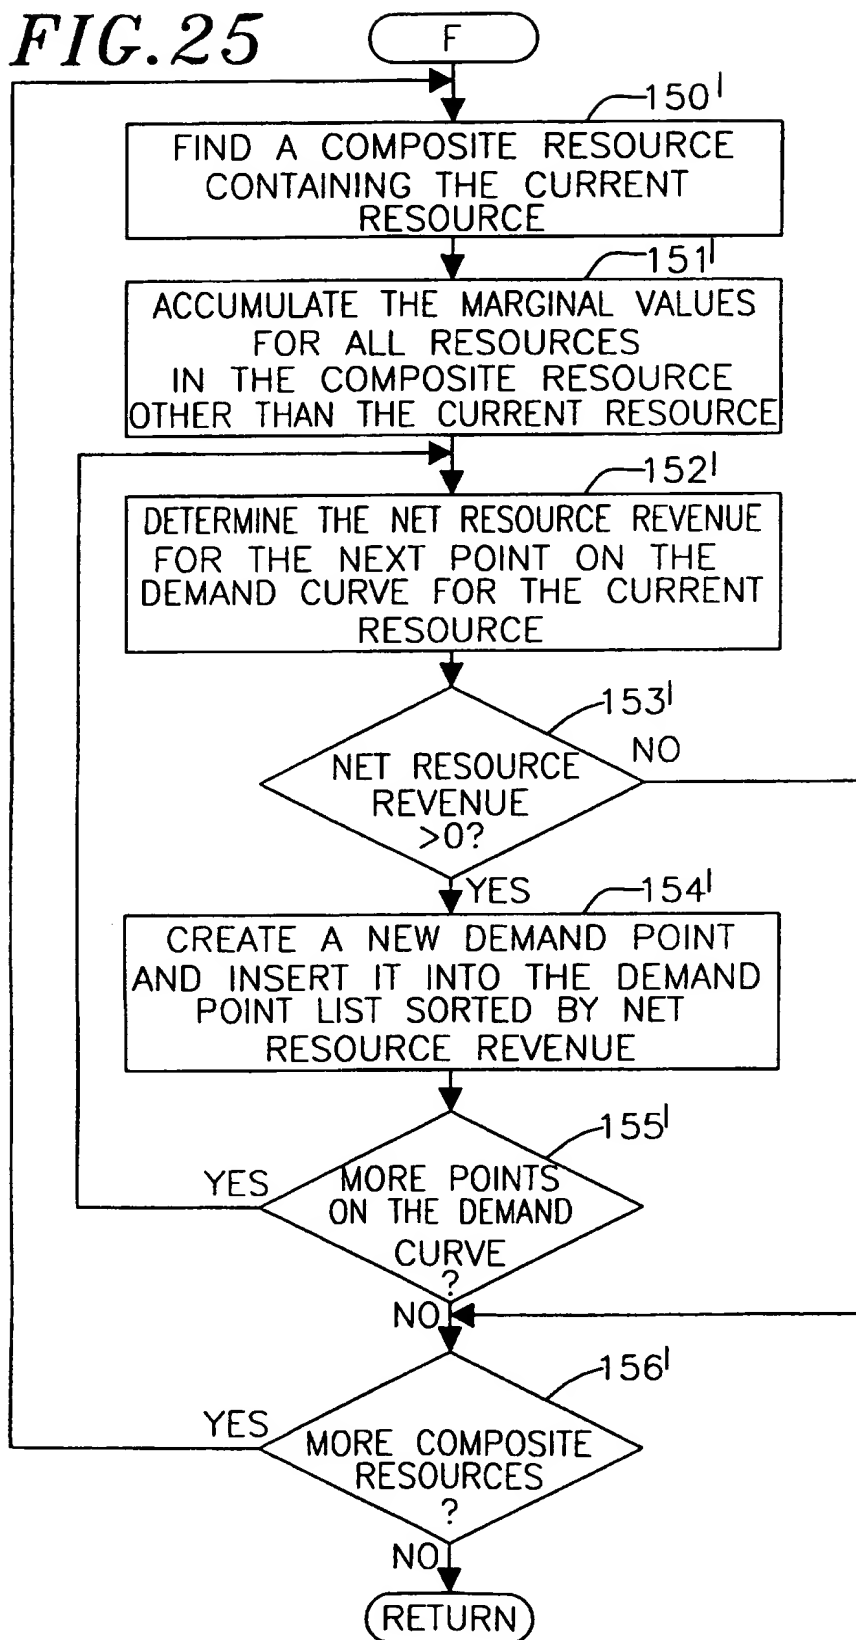 FIG.25
F
150'
FIND A COMPOSITE RESOURCE
CONTAINING THE CURRENT
RESOURCE
151'
ACCUMULATE THE MARGINAL VALUES
FOR ALL RESOURCES
IN THE COMPOSITE RESOURCE
OTHER THAN THE CURRENT RESOURCE
152'
DETERMINE THE NET RESOURCE REVENUE
FOR THE NEXT POINT ON THE
DEMAND CURVE FOR THE CURRENT
RESOURCE
153'
NO
NET RESOURCE
REVENUE
>0?
YES
154'
CREATE A NEW DEMAND POINT
AND INSERT IT INTO THE DEMAND
POINT LIST SORTED BY NET
RESOURCE REVENUE
155'
YES
MORE POINTS
ON THE DEMAND
CURVE
?
NO
156'
YES
MORE COMPOSITE
RESOURCES
?
NO
RETURN